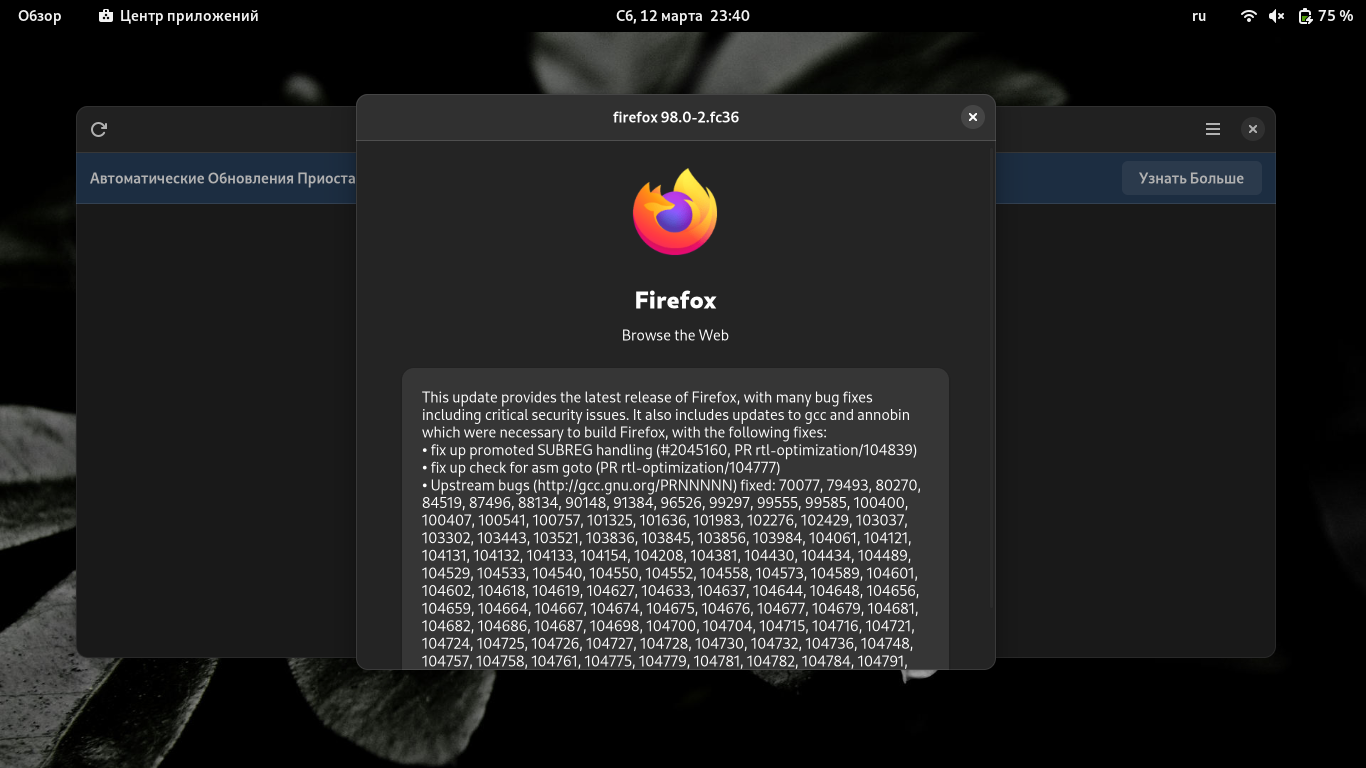 Обзор
Центр приложений
Сб, 12 марта 23:40
ru
75 %
firefox 98.0-2.fc36
Автоматические Обновления Приоста
Узнать Больше
Firefox
Browse the Web
This update provides the latest release of Firefox, with many bug fixes
including critical security issues. It also includes updates to gcc and annobin
which were necessary to build Firefox, with the following fixes:
• fix up promoted SUBREG handling (#2045160, PR rtl-optimization/104839)
• fix up check for asm goto (PR rtl-optimization/104777)
• Upstream bugs (http://gcc.gnu.org/PRNNNNN) fixed: 70077, 79493, 80270,
84519, 87496, 88134, 90148, 91384, 96526, 99297, 99555, 99585, 100400,
100407, 100541, 100757, 101325, 101636, 101983, 102276, 102429, 103037,
103302, 103443, 103521, 103836, 103845, 103856, 103984, 104061, 104121,
104131, 104132, 104133, 104154, 104208, 104381, 104430, 104434, 104489,
104529, 104533, 104540, 104550, 104552, 104558, 104573, 104589, 104601,
104602, 104618, 104619, 104627, 104633, 104637, 104644, 104648, 104656,
104659, 104664, 104667, 104674, 104675, 104676, 104677, 104679, 104681,
104682, 104686, 104687, 104698, 104700, 104704, 104715, 104716, 104721,
104724, 104725, 104726, 104727, 104728, 104730, 104732, 104736, 104748,
104757, 104758, 104761, 104775, 104779, 104781, 104782, 104784, 104791,